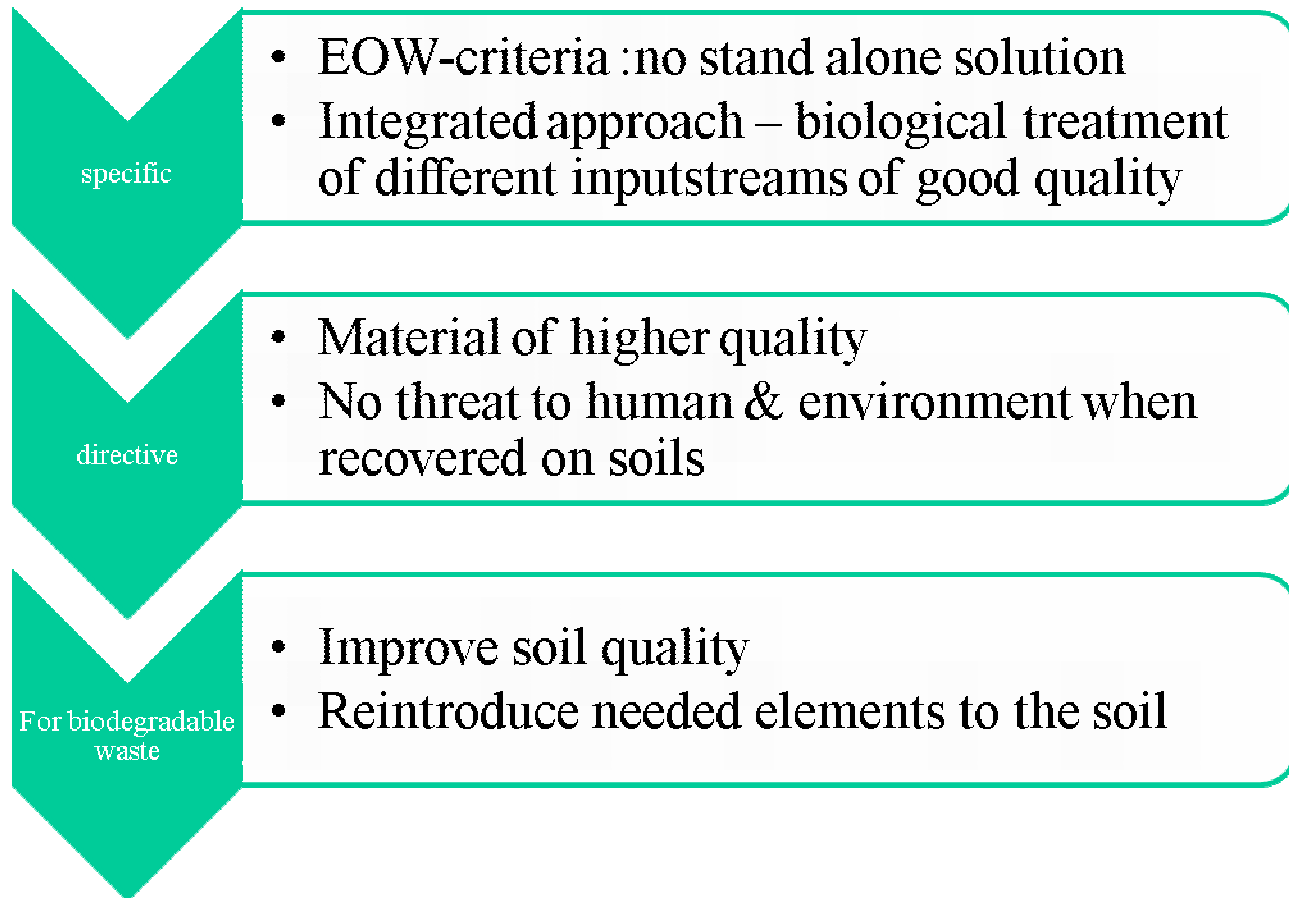 specific
• EOW-criteria :no stand alone solution
• Integrated approach – biological treatment
of different inputstreams of good quality
directive
• Material of higher quality
• No threat to human & environment when
recovered on soils
For biodegradable
waste
• Improve soil quality
• Reintroduce needed elements to the soil